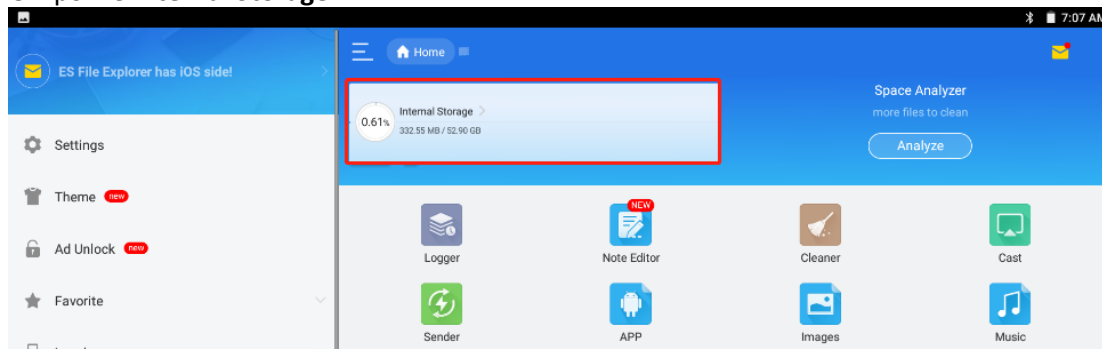 7:07 AM
ES File Explorer has iOS side!
Settings
Theme new
Ad Unlock new
Favorite
Home
0.61%
Internal Storage
332.55 MB / 52.90 GB
Space Analyzer
more files to clean
Analyze
NEW
Logger
Note Editor
Cleaner
Cast
Sender
APP
Images
Music